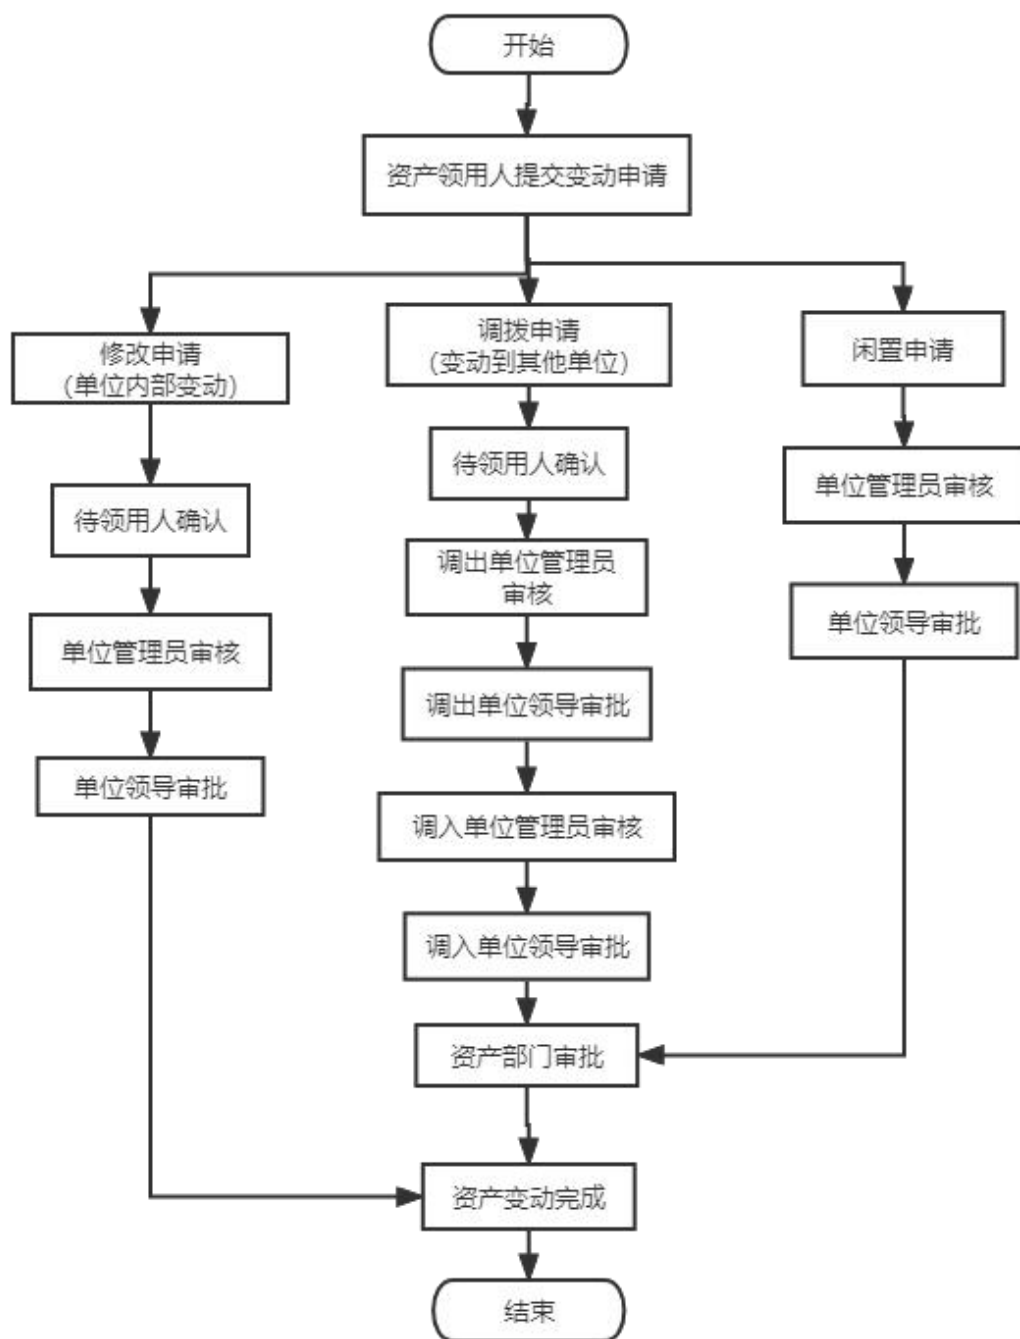 开始
资产领用人提交变动申请
修改申请
（单位内部变动）
待领用人确认
单位管理员审核
单位领导审批
调拨申请
（变动到其他单位）
待领用人确认
调出单位管理员
审核
调出单位领导审批
调入单位管理员审核
调入单位领导审批
闲置申请
单位管理员审核
单位领导审批
资产部门审批
资产变动完成
结束